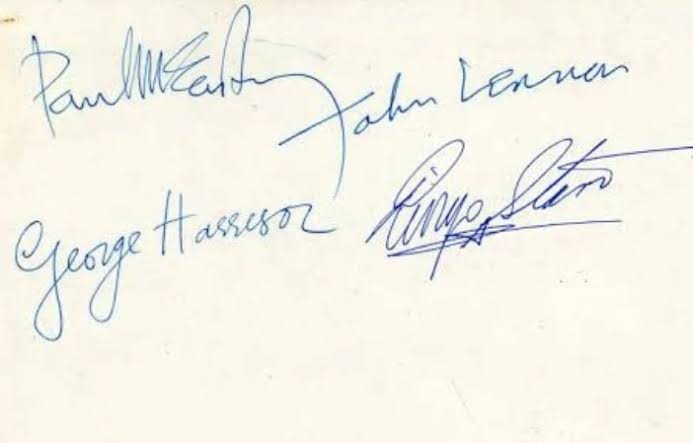 Paul McCartney
John Lennon
George Harrison
Ringo Starr